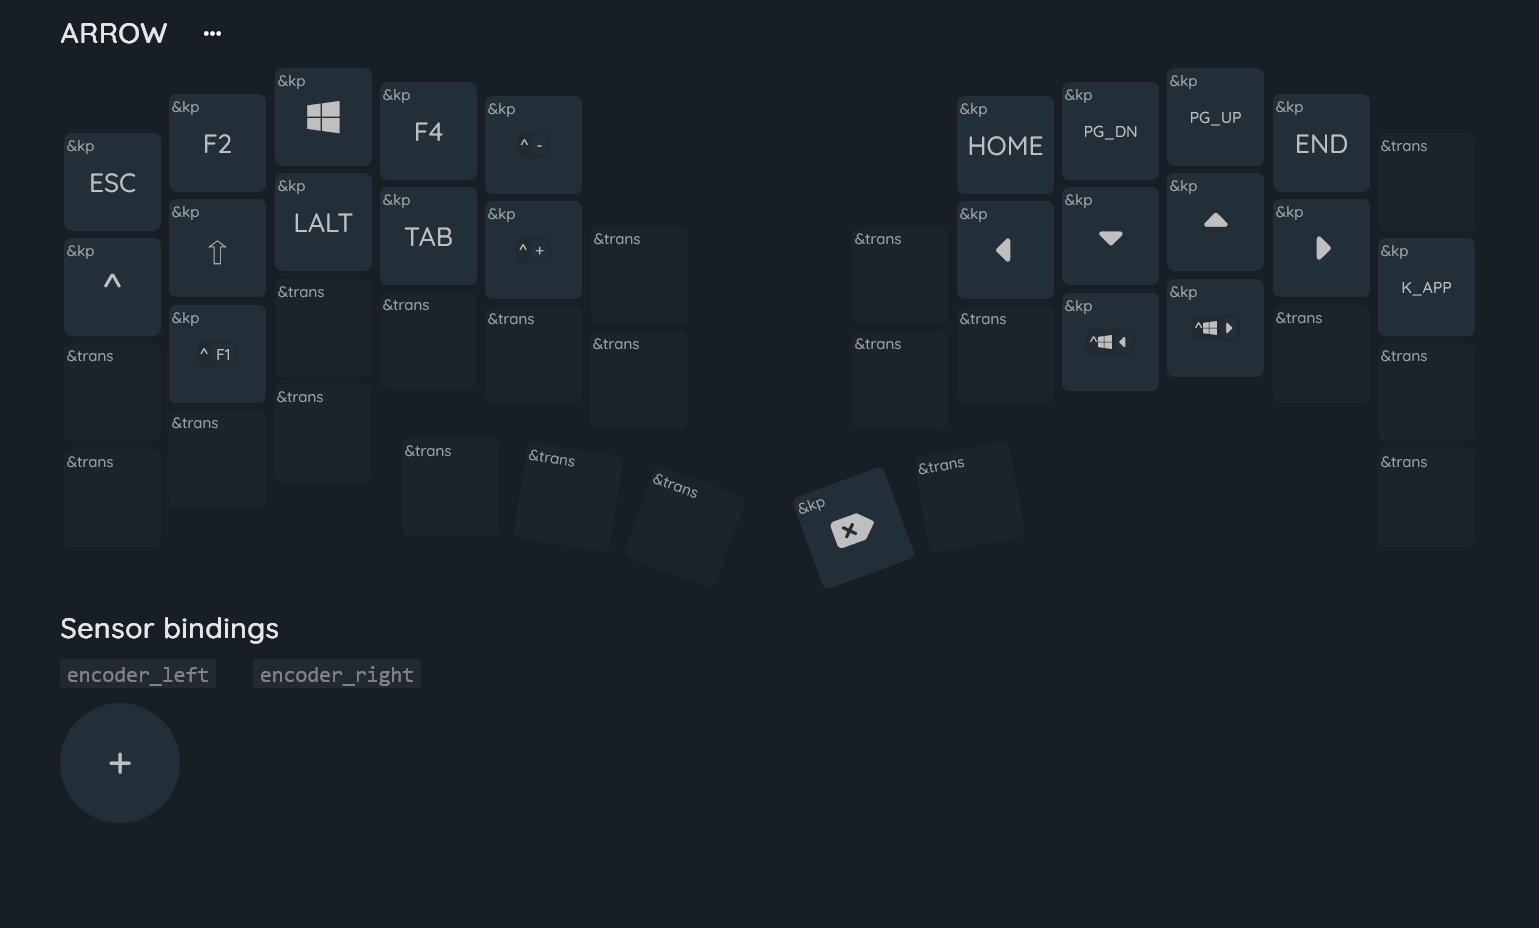 ARROW ...
&kp
&kp
&kp
F4
&kp
^ -
&kp
F2
&kp
ESC
&kp
HOME
&kp
PG_DN
&kp
PG_UP
&kp
END
&trans
&kp
LALT
&kp
TAB
&kp
^ +
&kp
⇧
&kp
^
&trans
&trans
&kp
&kp
&kp
&kp
&kp
K_APP
&trans
&trans
&trans
&kp
^ F1
&trans
&trans
&trans
&trans
&kp
^
&kp
^
&trans
&trans
&trans
&trans
&trans
&trans
&trans
&trans
&kp
&trans
&trans
Sensor bindings
encoder_left encoder_right
+